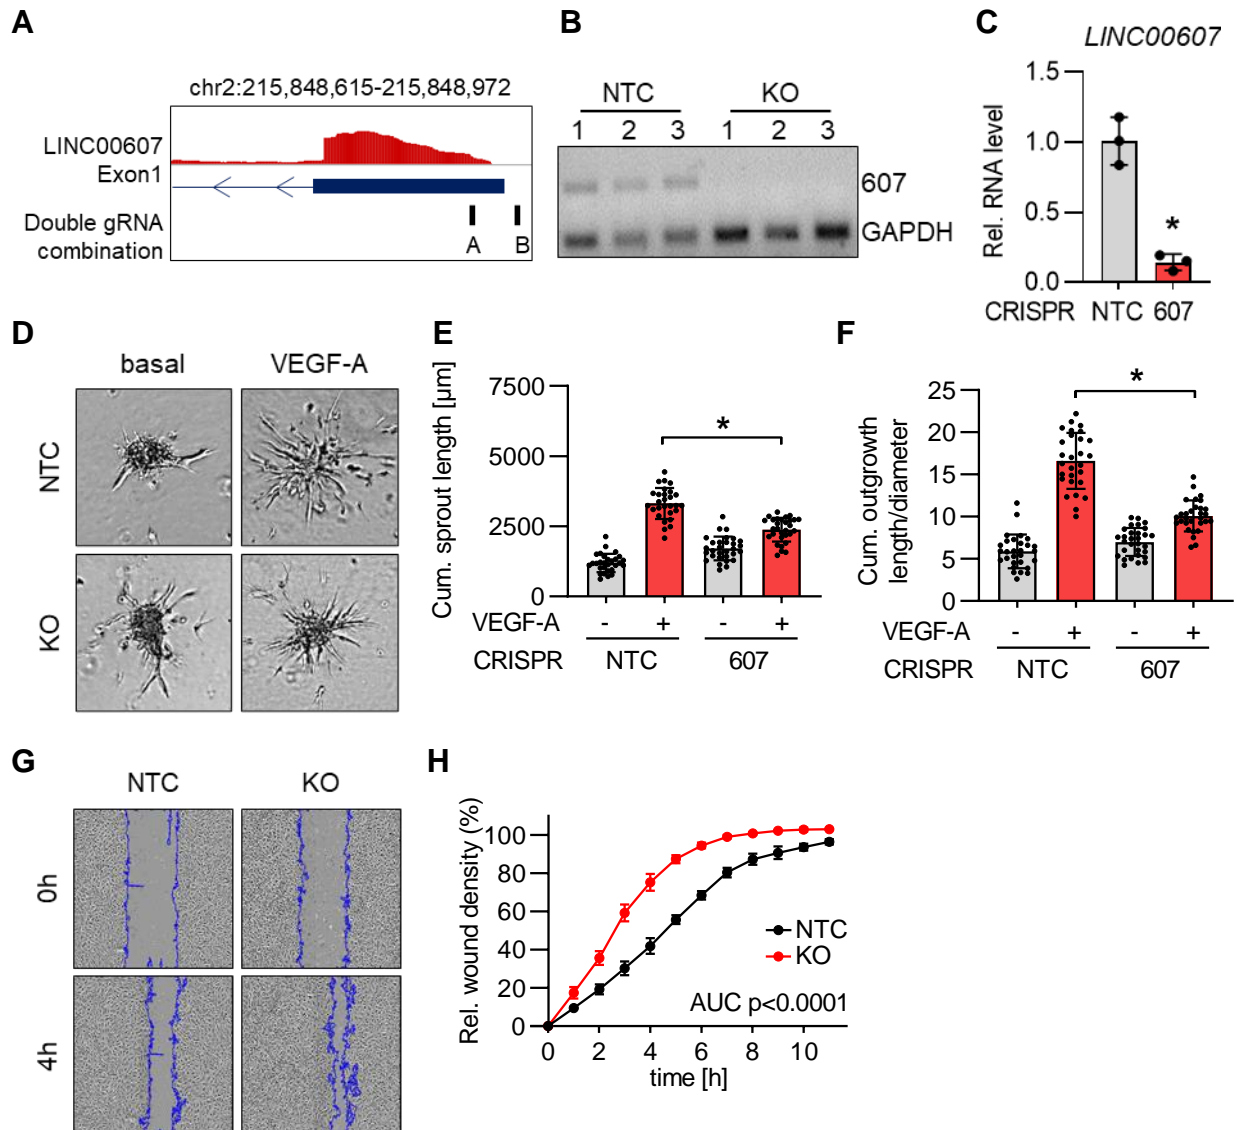 A
chr2:215,848,615-215,848,972
LINC00607
Exon1
Double gRNA
combination
A
B
B
NTC
KO
1
2
3
1
2
3
607
GAPDH
C
LINC00607
Rel. RNA level
1.5
1.0
0.5
0.0
*
CRISPR
NTC
607
D
basal
VEGF-A
NTC
KO
E
Cum. sprout length [µm]
7500
5000
2500
0
*
VEGF-A
-
+
-
+
CRISPR
NTC
607
F
Cum. outgrowth
length/diameter
25
20
15
10
5
0
*
VEGF-A
-
+
-
+
CRISPR
NTC
607
G
NTC
KO
0h
4h
H
Rel. wound density (%)
100
80
60
40
20
0
NTC
KO
AUC p<0.0001
0
2
4
6
8
10
time [h]